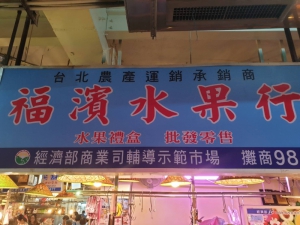 台北農產運銷承銷商
福濱水果行
水果禮盒 批發零售
經濟部商業司輔導示範市場 攤商98